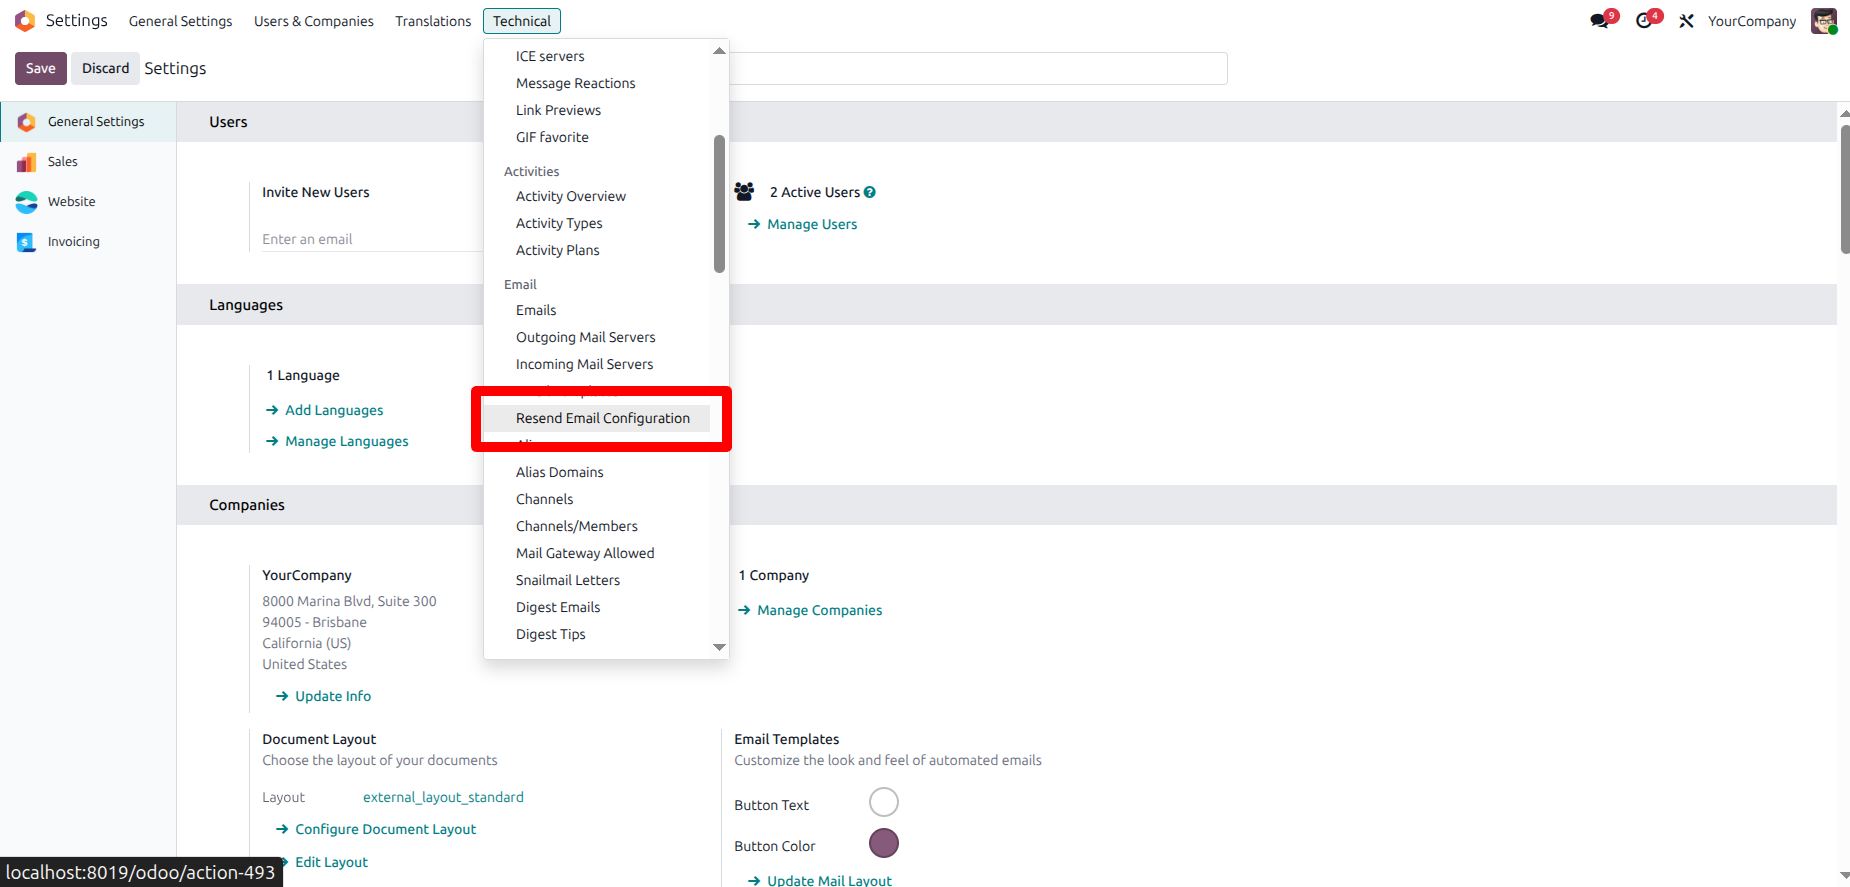 Settings
General Settings
Users & Companies
Translations
Technical
9
4
YourCompany
Save
Discard
Settings
General Settings
Sales
Website
Invoicing
ICE servers
Message Reactions
Link Previews
GIF favorite
Activities
Activity Overview
Activity Types
Activity Plans
Email
Emails
Outgoing Mail Servers
Incoming Mail Servers
Resend Email Configuration
Alias Domains
Channels
Channels/Members
Mail Gateway Allowed
Snailmail Letters
Digest Emails
Digest Tips
Users
Invite New Users
Enter an email
2 Active Users
Manage Users
Languages
1 Language
Add Languages
Manage Languages
Companies
YourCompany
8000 Marina Blvd, Suite 300
94005 - Brisbane
California (US)
United States
Update Info
1 Company
Manage Companies
Document Layout
Choose the layout of your documents
Layout external_layout_standard
Configure Document Layout
Edit Layout
Email Templates
Customize the look and feel of automated emails
Button Text
Button Color
Update Mail Layout
localhost:8019/odoo/action-493